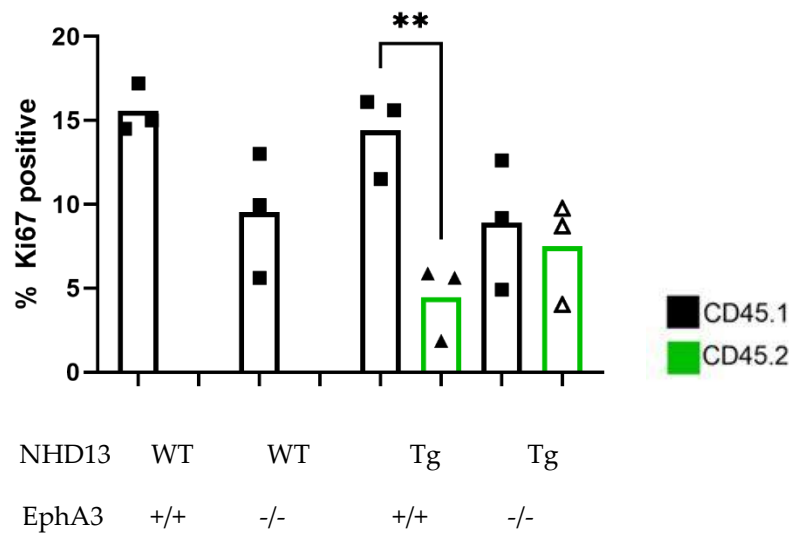 **
20
15
10
5
0
% Ki67 positive
CD45.1
CD45.2
NHD13 WT WT Tg Tg
EphA3 +/+ -/- +/+ -/-